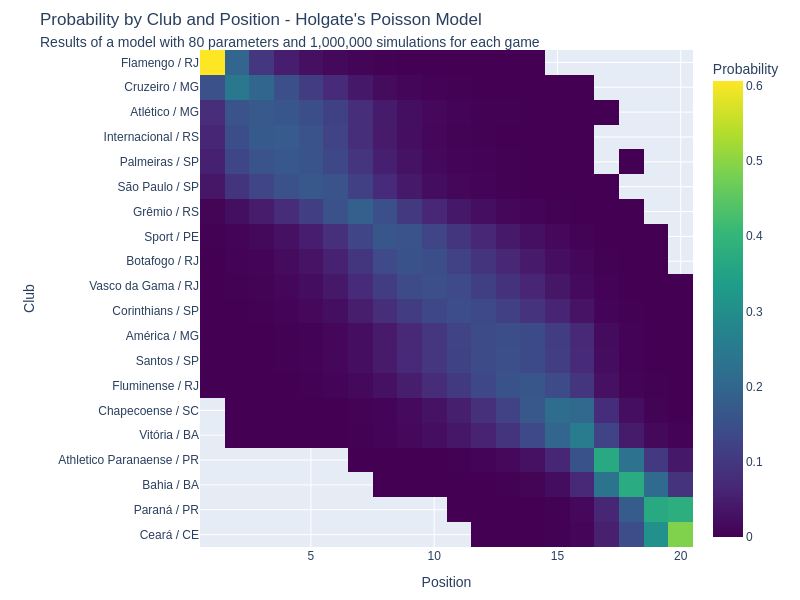 Probability by Club and Position - Holgate's Poisson Model
Results of a model with 80 parameters and 1,000,000 simulations for each game
Probability
Flamengo / RJ
Cruzeiro / MG
Atlético / MG
Internacional / RS
Palmeiras / SP
São Paulo / SP
Grêmio / RS
Sport / PE
Botafogo / RJ
Vasco da Gama / RJ
Corinthians / SP
América / MG
Santos / SP
Fluminense / RJ
Chapecoense / SC
Vitória / BA
Athletico Paranaense / PR
Bahia / BA
Paraná / PR
Ceará / CE
Club
5 10 15 20
Position
0.6
0.5
0.4
0.3
0.2
0.1
0